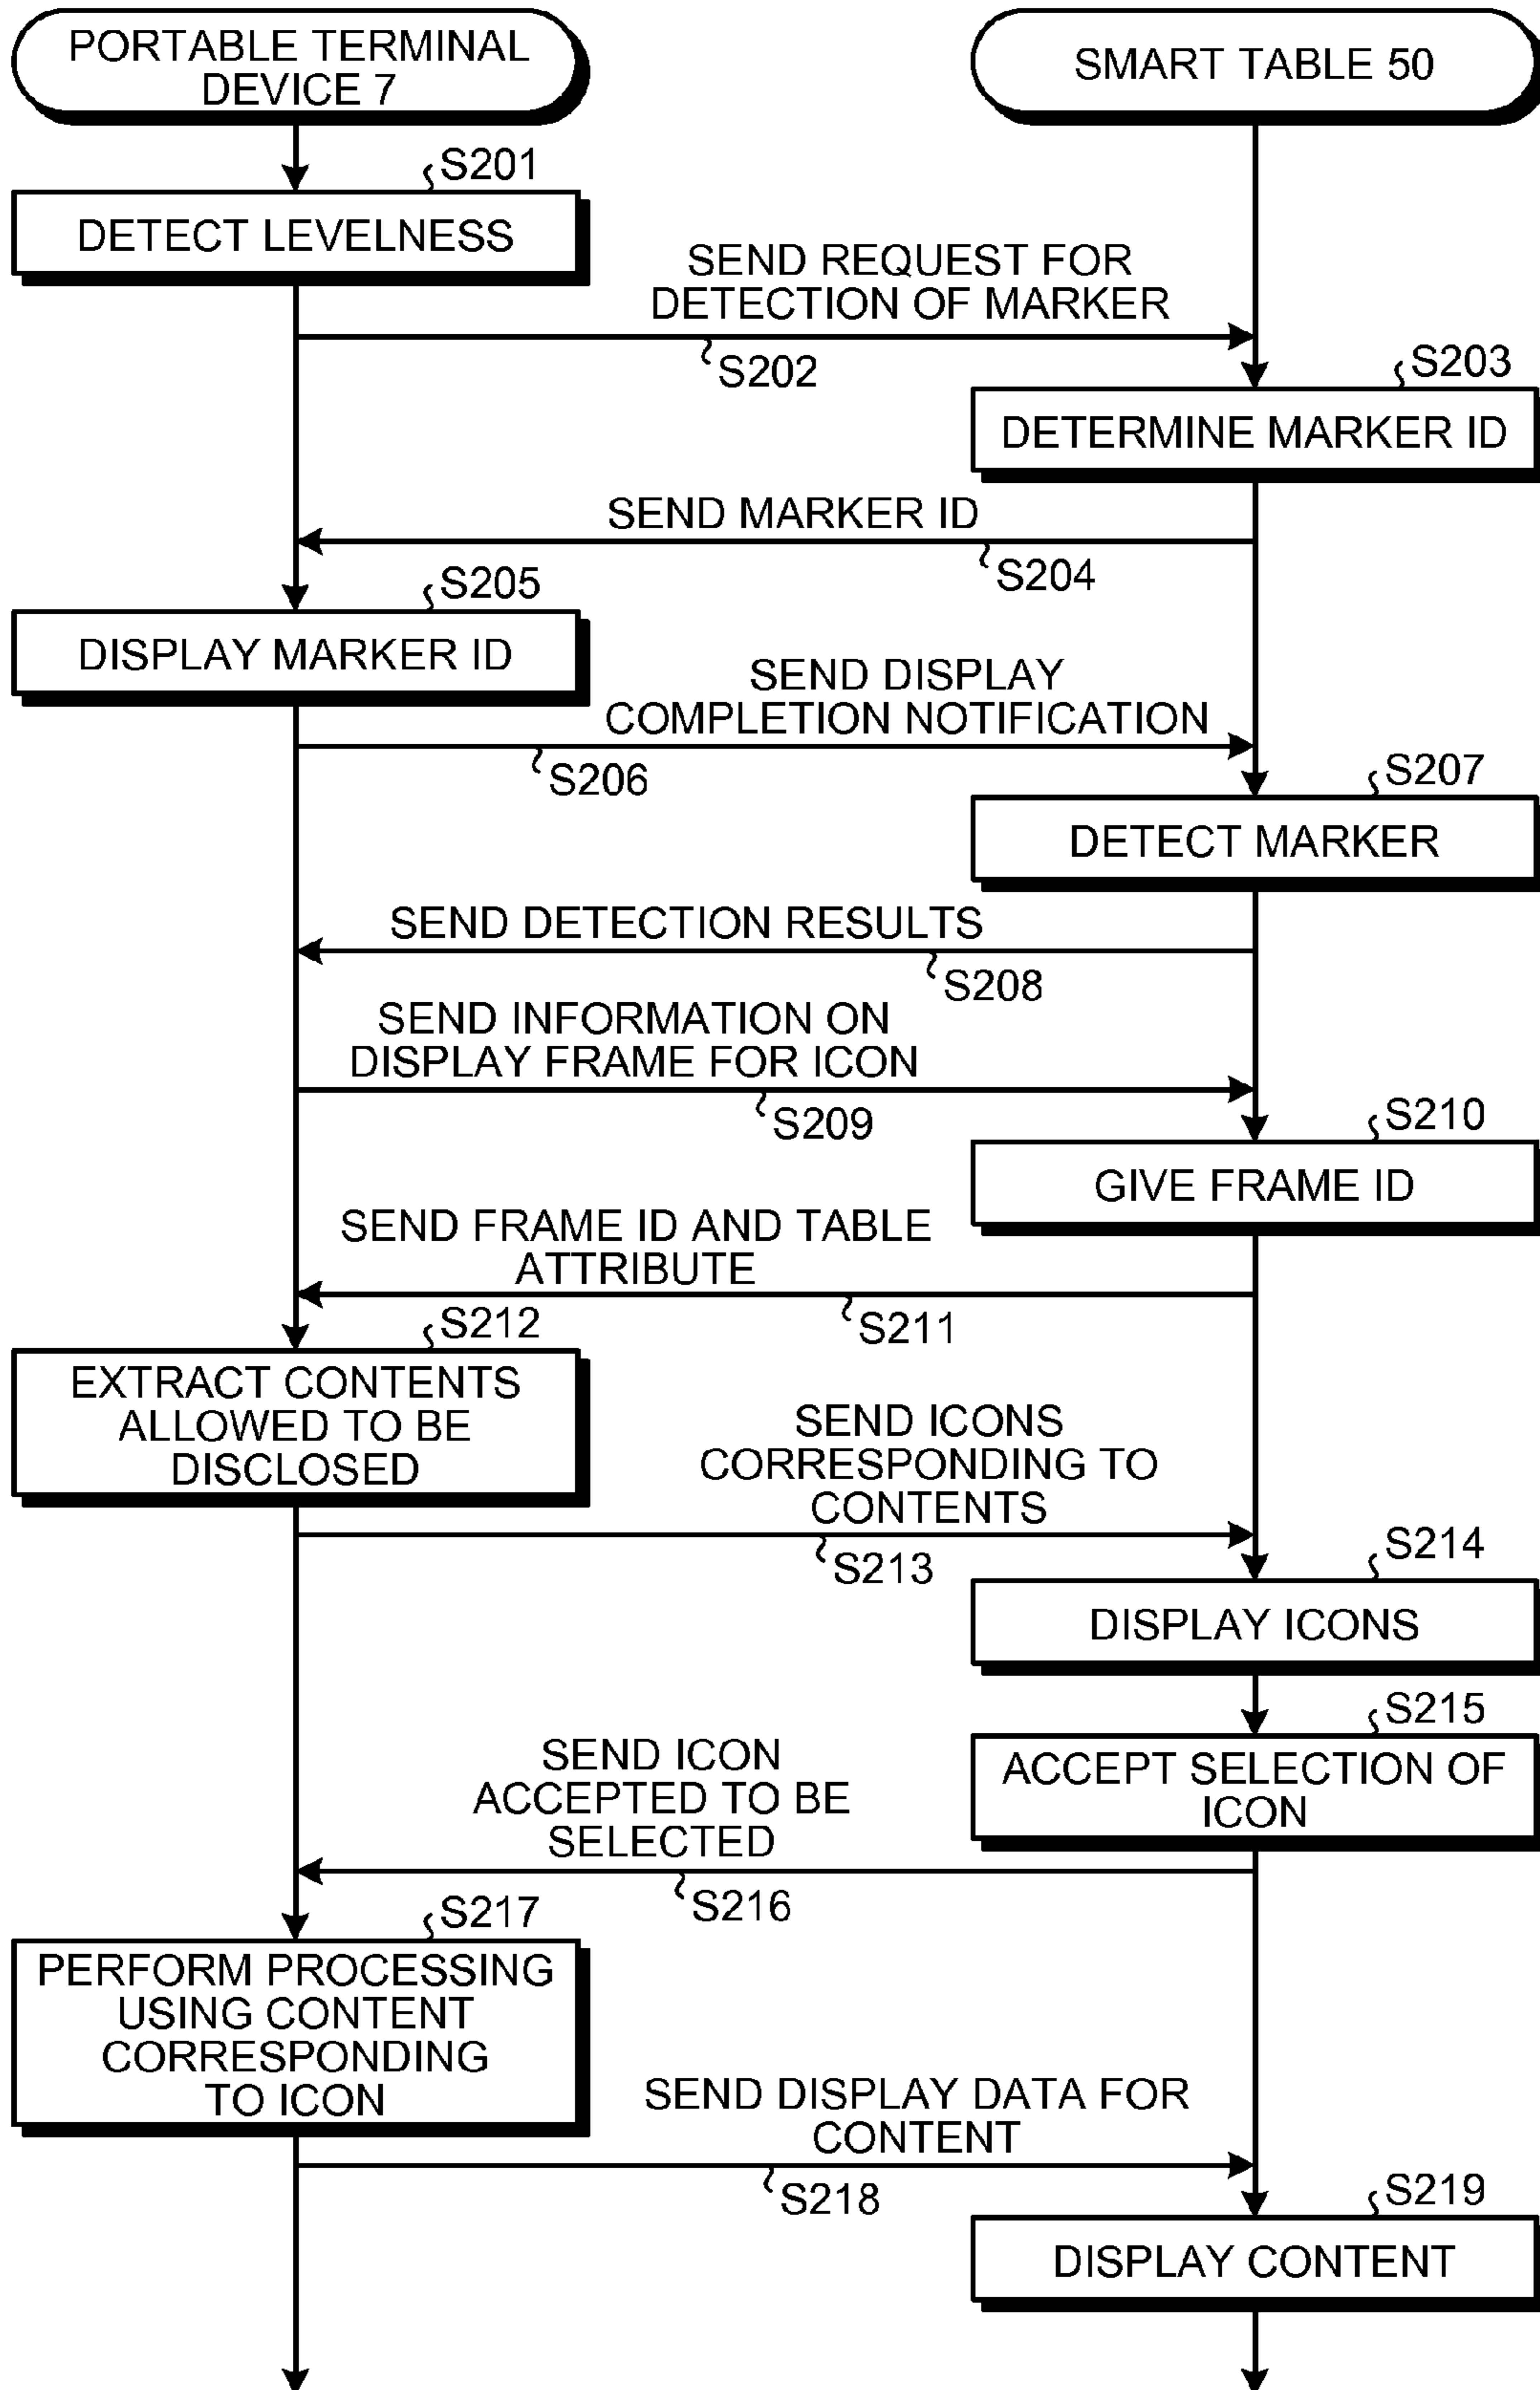 PORTABLE TERMINAL
DEVICE 7
SMART TABLE 50
S201
DETECT LEVELNESS
SEND REQUEST FOR
DETECTION OF MARKER
S202
S203
DETERMINE MARKER ID
SEND MARKER ID
S204
S205
DISPLAY MARKER ID
SEND DISPLAY
COMPLETION NOTIFICATION
S206
S207
DETECT MARKER
SEND DETECTION RESULTS
S208
SEND INFORMATION ON
DISPLAY FRAME FOR ICON
S209
S210
GIVE FRAME ID
SEND FRAME ID AND TABLE
ATTRIBUTE
S211
S212
EXTRACT CONTENTS
ALLOWED TO BE
DISCLOSED
SEND ICONS
CORRESPONDING TO
CONTENTS
S213
S214
DISPLAY ICONS
S215
ACCEPT SELECTION OF
ICON
SEND ICON
ACCEPTED TO BE
SELECTED
S216
S217
PERFORM PROCESSING
USING CONTENT
CORRESPONDING
TO ICON
SEND DISPLAY DATA FOR
CONTENT
S218
S219
DISPLAY CONTENT